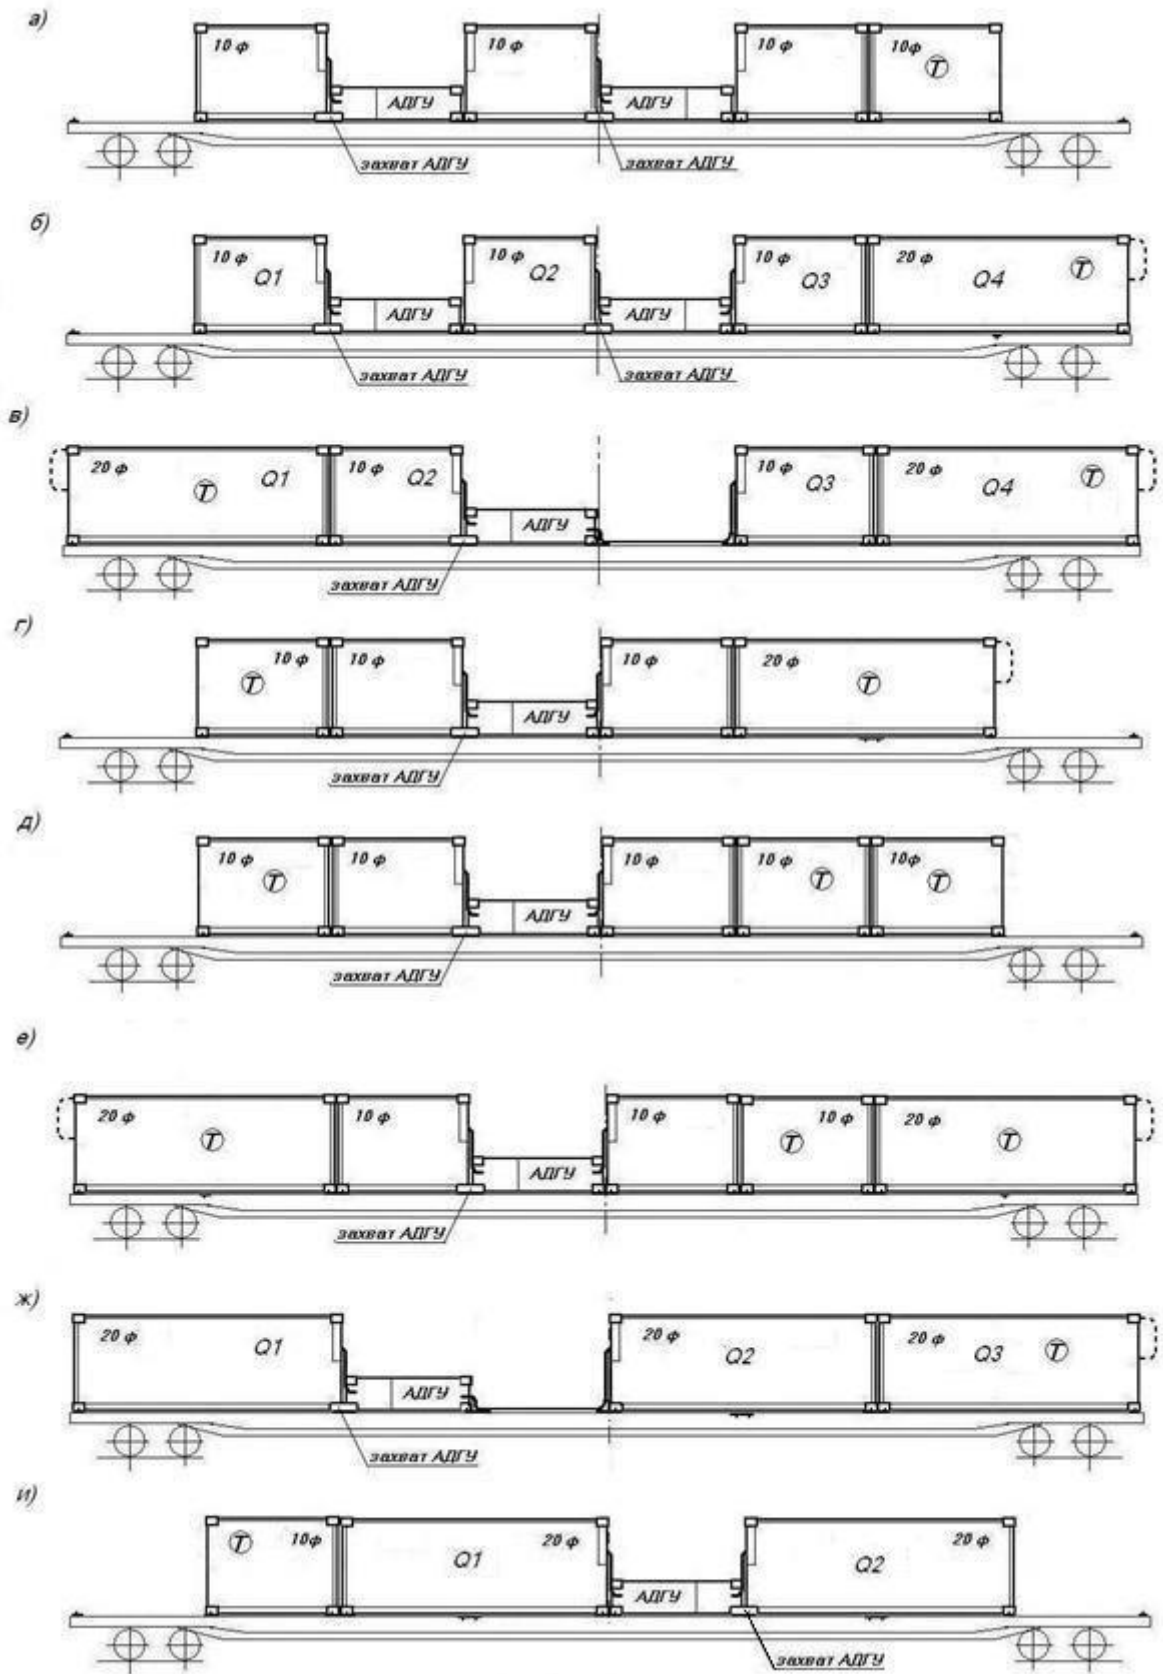 а)
10 ф
10 ф
10 ф
10ф
Т
АДГУ
АДГУ
захват АДГУ
захват АДГУ
б)
10 ф
Q1
10 ф
Q2
10 ф
Q3
20 ф
Q4
Т
АДГУ
АДГУ
захват АДГУ
захват АДГУ
в)
20 ф
Т
Q1
10 ф
Q2
10 ф
Q3
20 ф
Q4
Т
АДГУ
захват АДГУ
г)
Т
10 ф
10 ф
10 ф
20 ф
Т
АДГУ
захват АДГУ
д)
10 ф
Т
10 ф
10 ф
10 ф
Т
10ф
Т
АДГУ
захват АДГУ
е)
20 ф
Т
10 ф
10 ф
Т
10 ф
20 ф
Т
АДГУ
захват АДГУ
ж)
20 ф
Q1
20 ф
Q2
20 ф
Q3
Т
АДГУ
захват АДГУ
и)
Т
10ф
Q1
20 ф
Q2
20 ф
АДГУ
захват АДГУ